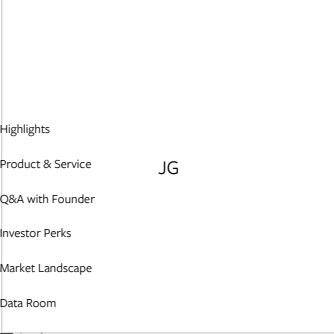 Highlights
Product & Service
JG
Q&A with Founder
Investor Perks
Market Landscape
Data Room